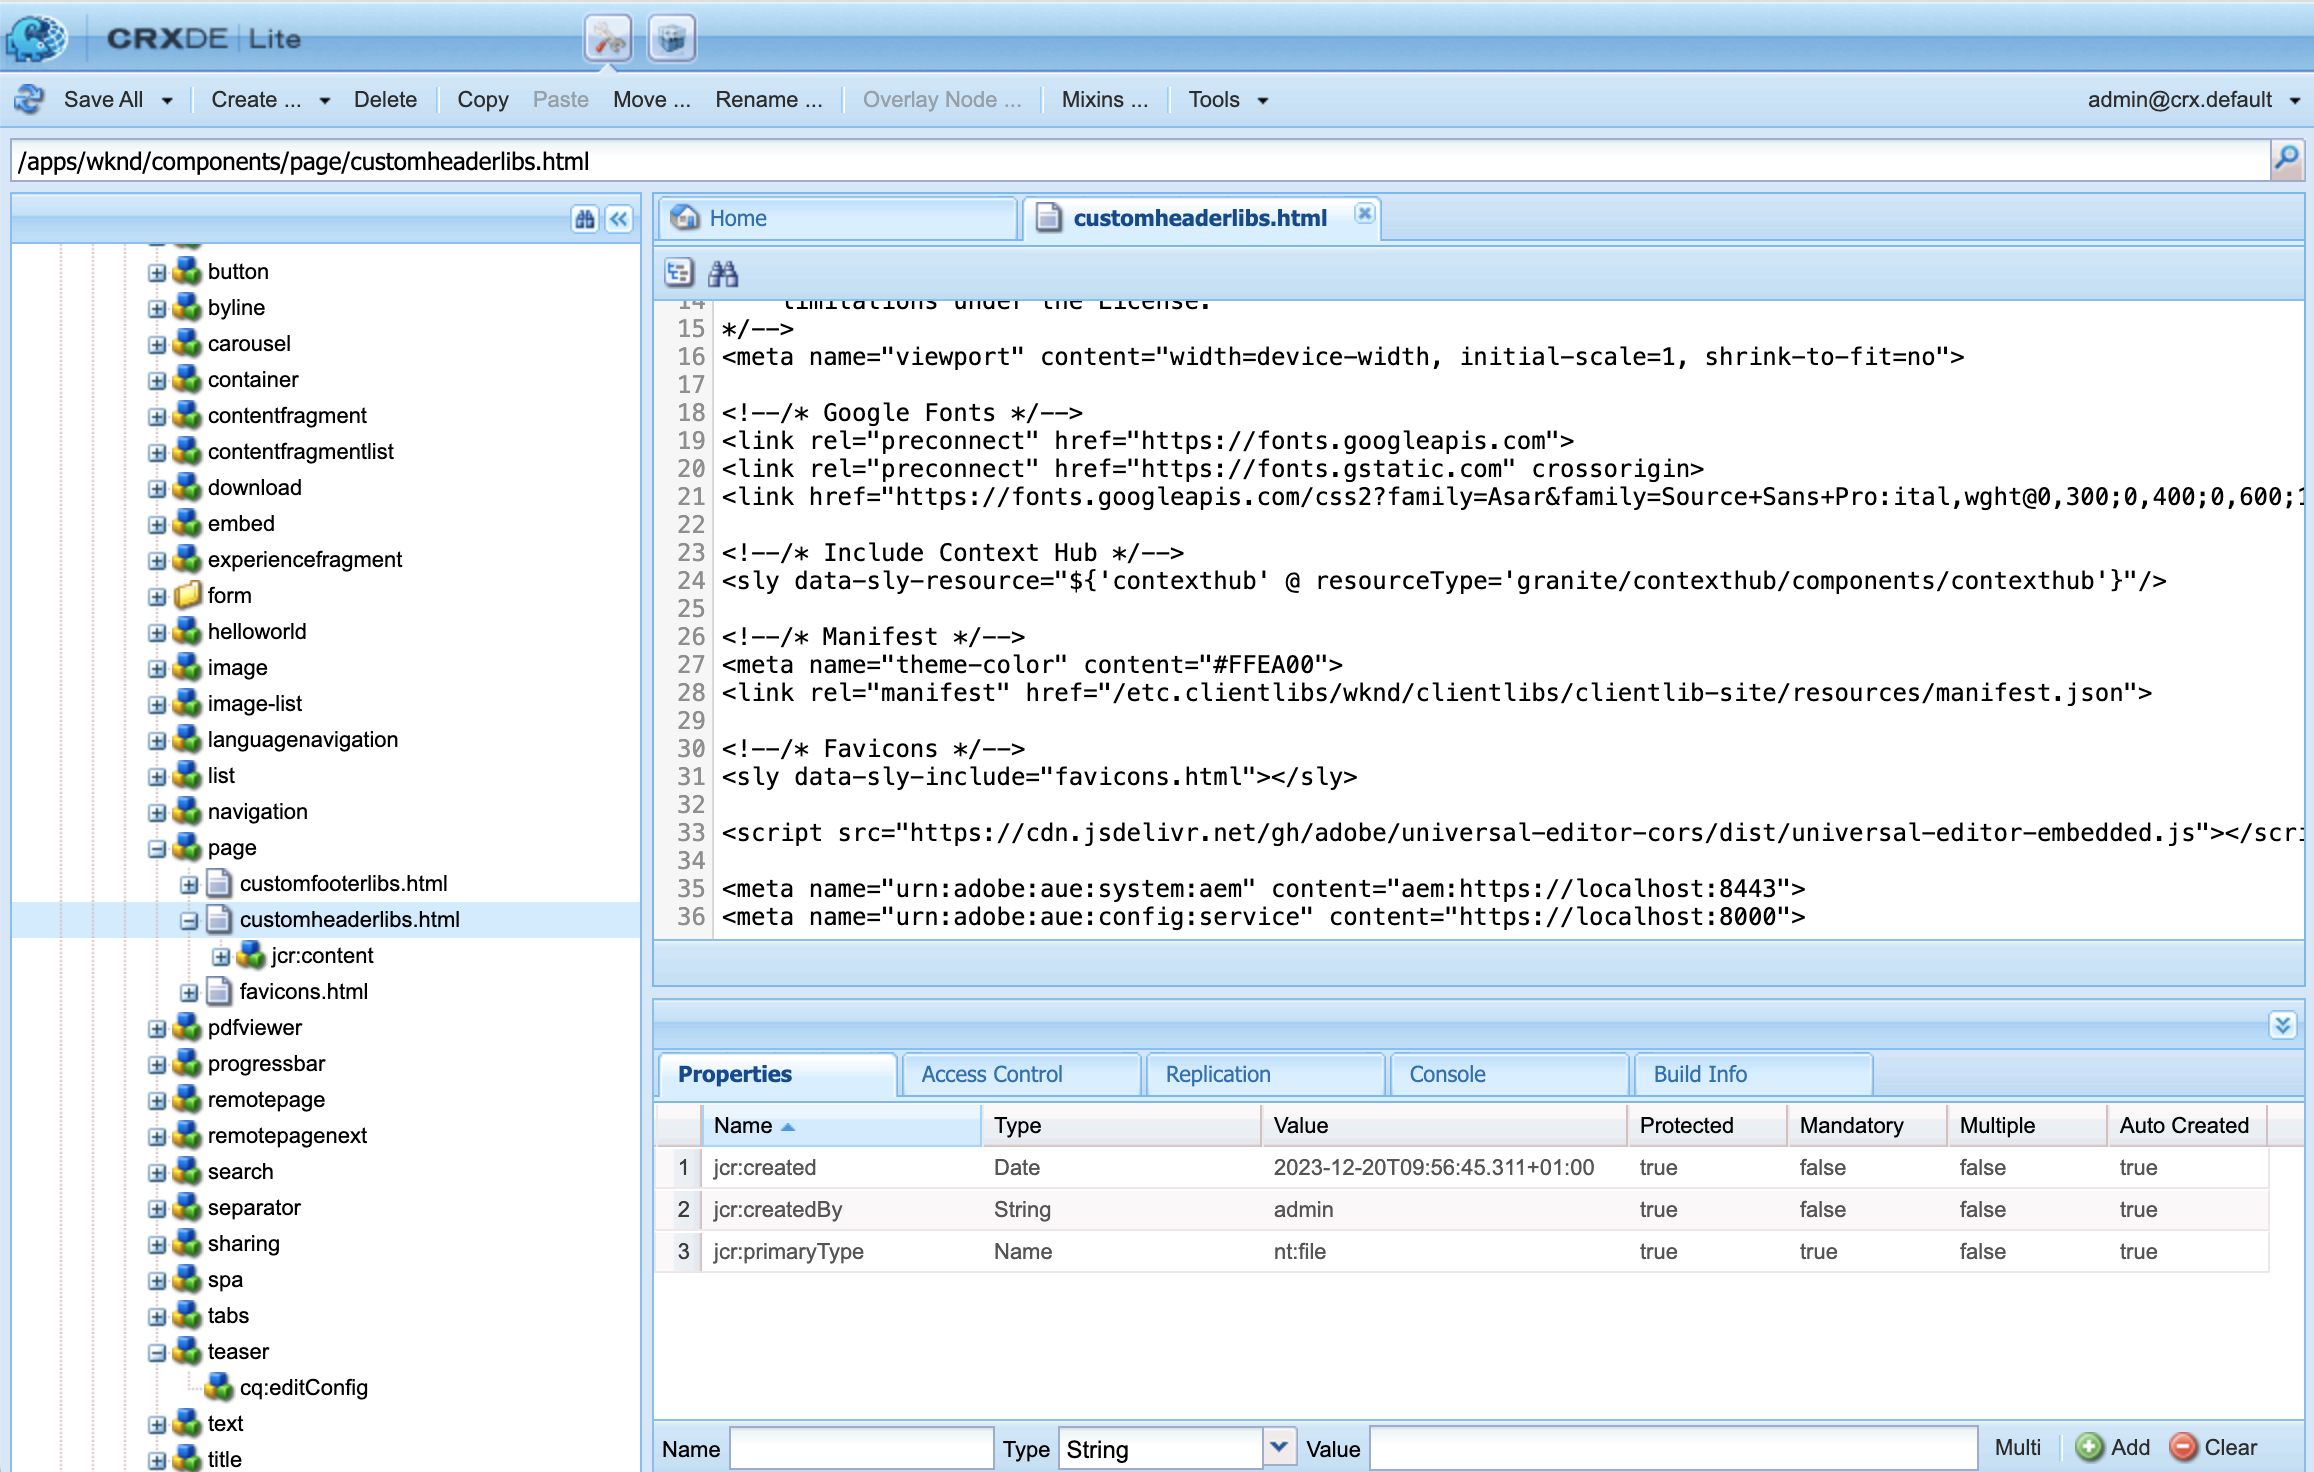 CRXDE | Lite
Save All Create ... Delete Copy Paste Move ... Rename ... Overlay Node ... Mixins ... Tools admin@crx.default
/apps/wknd/components/page/customheaderlibs.html
button
byline
carousel
container
contentfragment
contentfragmentlist
download
embed
experiencefragment
form
helloworld
image
image-list
languagenavigation
list
navigation
page
customfooterlibs.html
customheaderlibs.html
jcr:content
favicons.html
pdfviewer
progressbar
remotepage
remotepagenext
search
separator
sharing
spa
tabs
teaser
cq:editConfig
text
title
Home customheaderlibs.html
14 limitations under the License.
15 */-->
16 <meta name="viewport" content="width=device-width, initial-scale=1, shrink-to-fit=no">
17
18 <!--/* Google Fonts */-->
19 <link rel="preconnect" href="https://fonts.googleapis.com">
20 <link rel="preconnect" href="https://fonts.gstatic.com" crossorigin>
21 <link href="https://fonts.googleapis.com/css2?family=Asar&family=Source+Sans+Pro:ital,wght@0,300;0,400;0,600;1
22
23 <!--/* Include Context Hub */-->
24 <sly data-sly-resource="${'contexthub' @ resourceType='granite/contexthub/components/contexthub'}"/>
25
26 <!--/* Manifest */-->
27 <meta name="theme-color" content="#FFEA00">
28 <link rel="manifest" href="/etc.clientlibs/wknd/clientlibs/clientlib-site/resources/manifest.json">
29
30 <!--/* Favicons */-->
31 <sly data-sly-include="favicons.html"></sly>
32
33 <script src="https://cdn.jsdelivr.net/gh/adobe/universal-editor-cors/dist/universal-editor-embedded.js"></scri
34
35 <meta name="urn:adobe:aue:system:aem" content="aem:https://localhost:8443">
36 <meta name="urn:adobe:aue:config:service" content="https://localhost:8000">
Properties Access Control Replication Console Build Info
Name Type Value Protected Mandatory Multiple Auto Created
1 jcr:created Date 2023-12-20T09:56:45.311+01:00 true false false true
2 jcr:createdBy String admin true false false true
3 jcr:primaryType Name nt:file true true false true
Name Type String Value Multi Add Clear